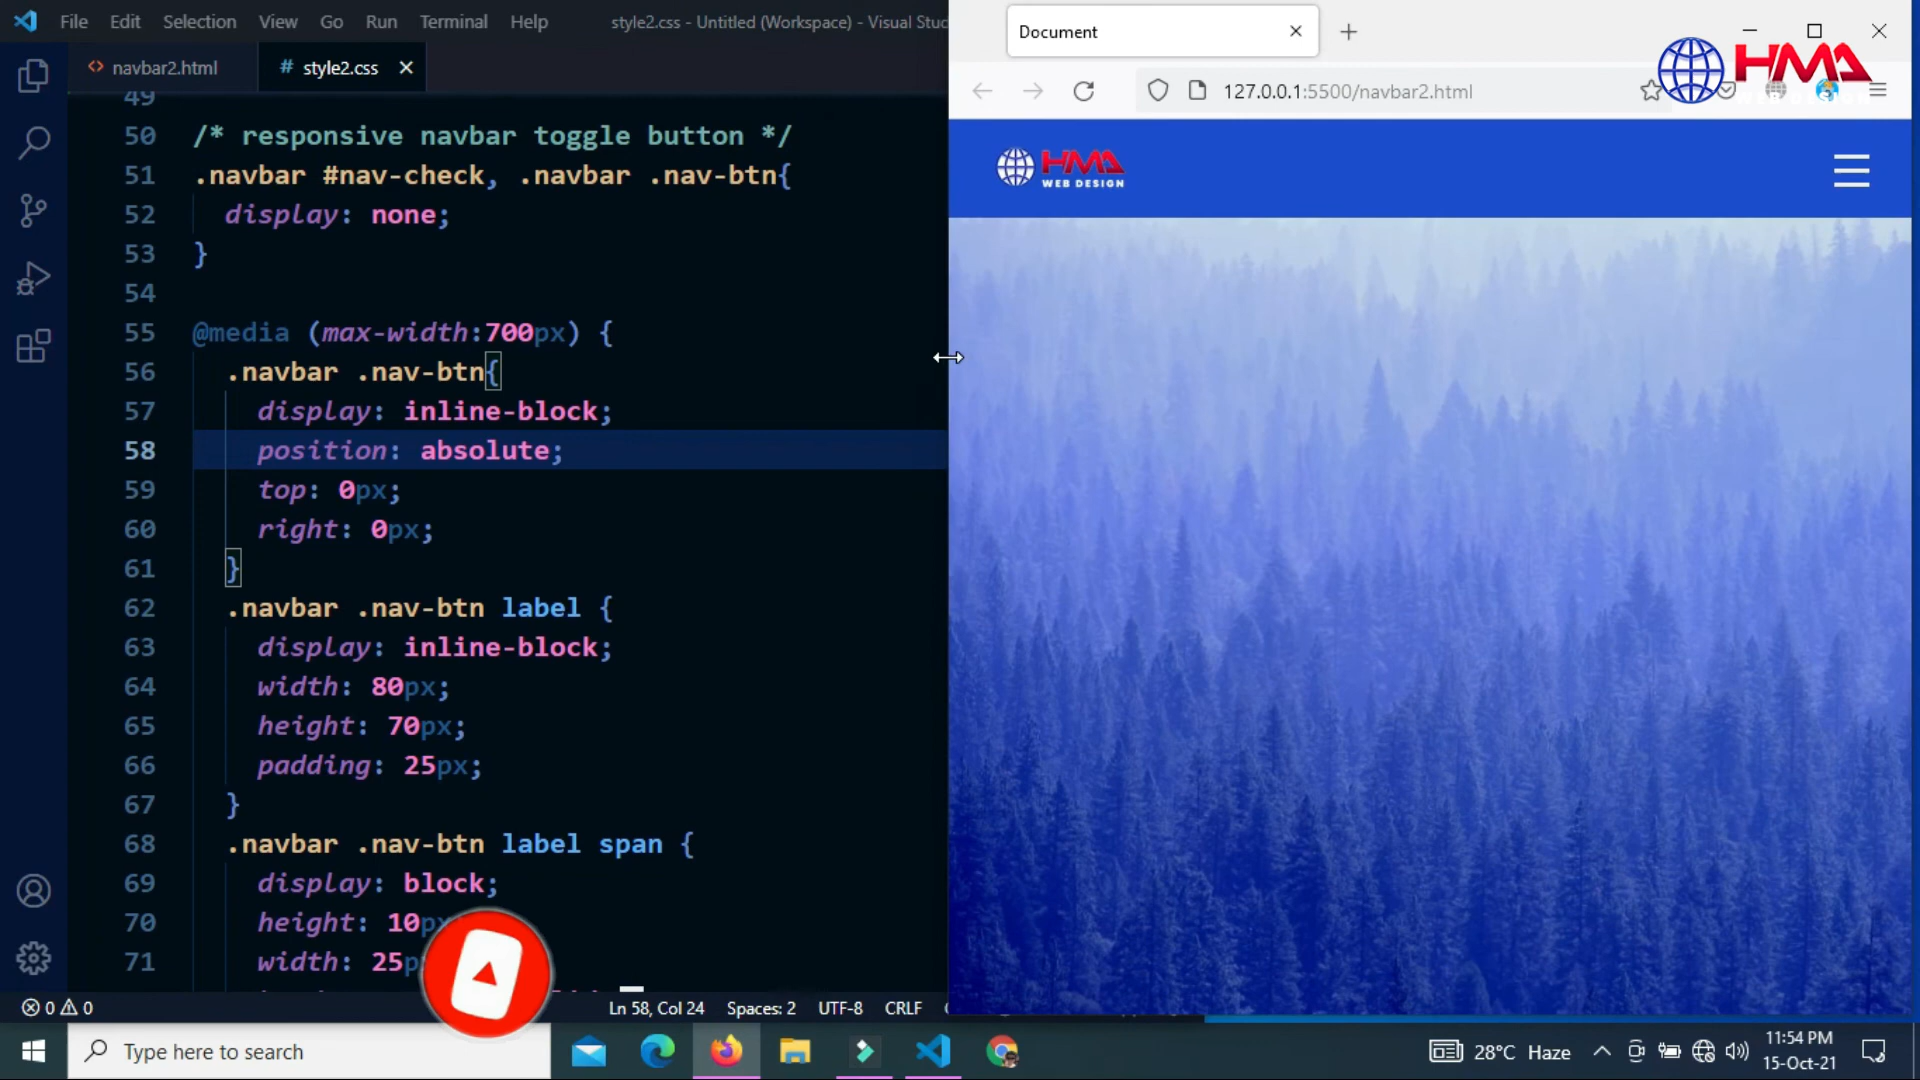 File Edit Selection View Go Run Terminal Help
style2.css - Untitled (Workspace) - Visual Stu
navbar2.html
# style2.css
49
50 /* responsive navbar toggle button */
51 .navbar #nav-check, .navbar .nav-btn{
52 display: none;
53 }
54
55 @media (max-width:700px) {
56 .navbar .nav-btn{
57 display: inline-block;
58 position: absolute;
59 top: 0px;
60 right: 0px;
61 }
62 .navbar .nav-btn label {
63 display: inline-block;
64 width: 80px;
65 height: 70px;
66 padding: 25px;
67 }
68 .navbar .nav-btn label span {
69 display: block;
70 height: 10px
71 width: 25p
0 0
Ln 58, Col 24 Spaces: 2 UTF-8 CRLF
Document
127.0.0.1:5500/navbar2.html
HMA
HMA
WEB DESIGN
Type here to search
28°C Haze
11:54 PM
15-Oct-21